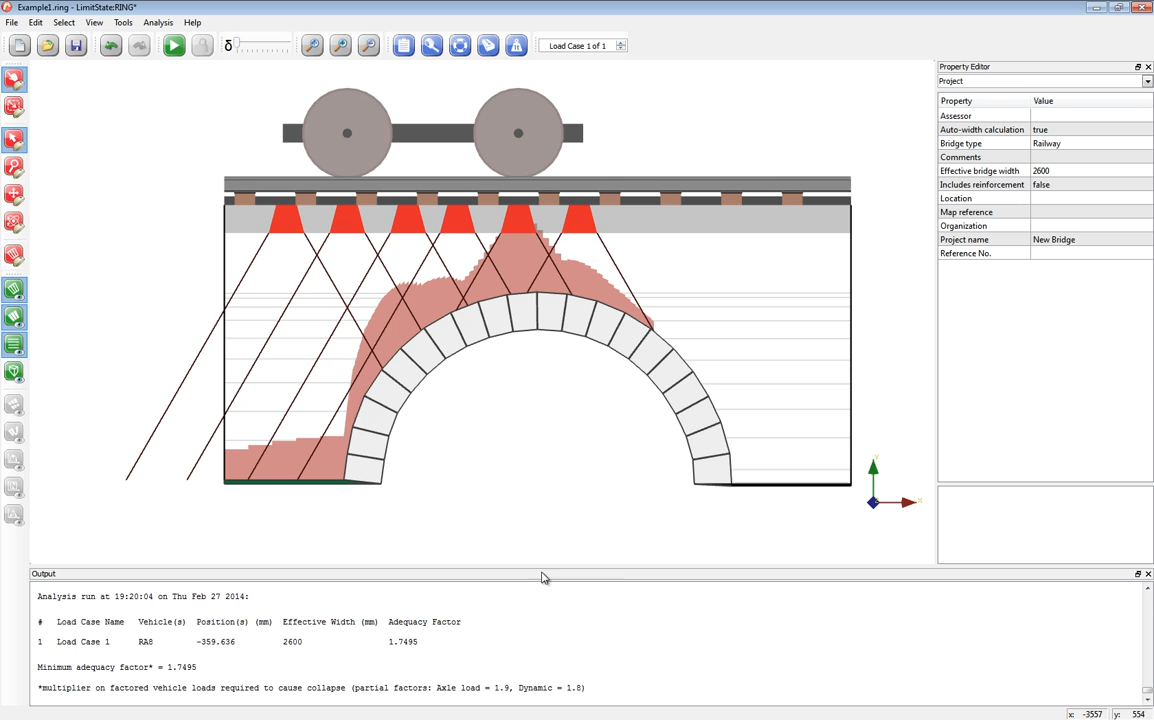 Example1.ring - LimitState:RING*
File Edit Select View Tools Analysis Help
δ Load Case 1 of 1
Property Editor
Project
Property Value
Assessor
Auto-width calculation true
Bridge type Railway
Comments
Effective bridge width 2600
Includes reinforcement false
Location
Map reference
Organization
Project name New Bridge
Reference No.
Output
Analysis run at 19:20:04 on Thu Feb 27 2014:
# Load Case Name Vehicle(s) Position(s) (mm) Effective Width (mm) Adequacy Factor
1 Load Case 1 RA8 -359.636 2600 1.7495
Minimum adequacy factor* = 1.7495
*multiplier on factored vehicle loads required to cause collapse (partial factors: Axle load = 1.9, Dynamic = 1.8)
x: -3557 y: 554